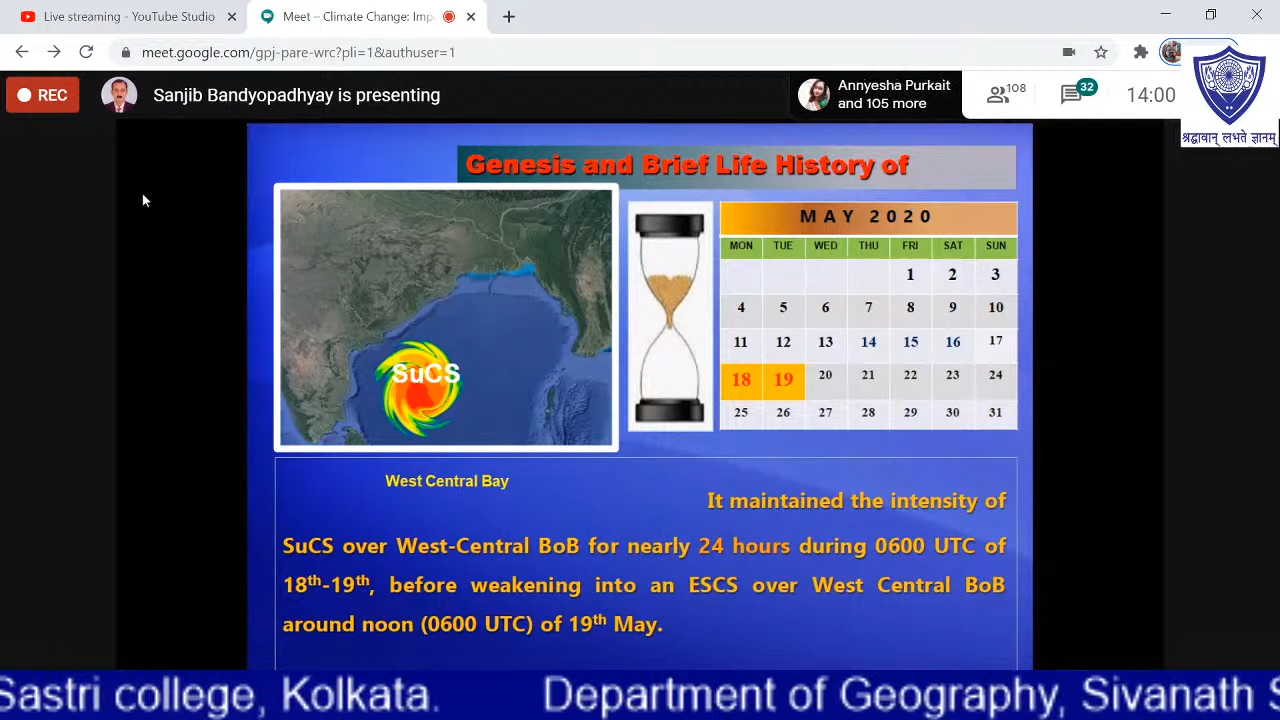 Live streaming - YouTube Studio
Meet – Climate Change: Imp
meet.google.com/gpj-pare-wrc?pli=1&authuser=1
REC
Sanjib Bandyopadhyay is presenting
Annyesha Purkait
and 105 more
108
32
14:00
श्रद्धावान् लभते ज्ञानम्
Genesis and Brief Life History of
SuCS
MAY 2020
MON TUE WED THU FRI SAT SUN
1 2 3
4 5 6 7 8 9 10
11 12 13 14 15 16 17
18 19 20 21 22 23 24
25 26 27 28 29 30 31
West Central Bay
It maintained the intensity of
SuCS over West-Central BoB for nearly 24 hours during 0600 UTC of
18th-19th, before weakening into an ESCS over West Central BoB
around noon (0600 UTC) of 19th May.
Sastri college, Kolkata. Department of Geography, Sivanath S